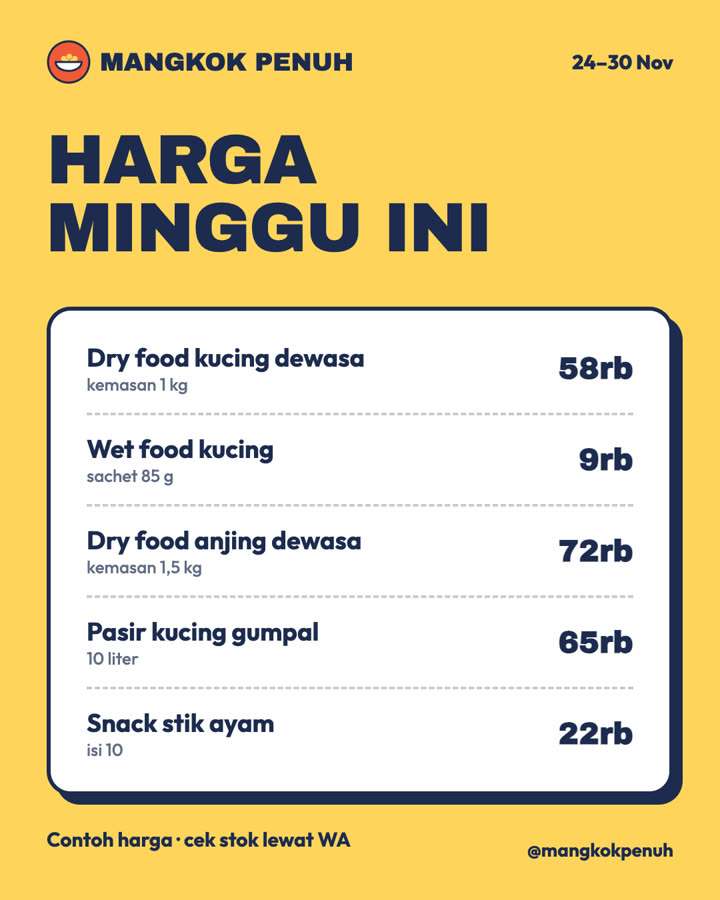 MANGKOK PENUH
24–30 Nov
HARGA
MINGGU INI
Dry food kucing dewasa
kemasan 1 kg
58rb
Wet food kucing
sachet 85 g
9rb
Dry food anjing dewasa
kemasan 1,5 kg
72rb
Pasir kucing gumpal
10 liter
65rb
Snack stik ayam
isi 10
22rb
Contoh harga · cek stok lewat WA
@mangkokpenuh